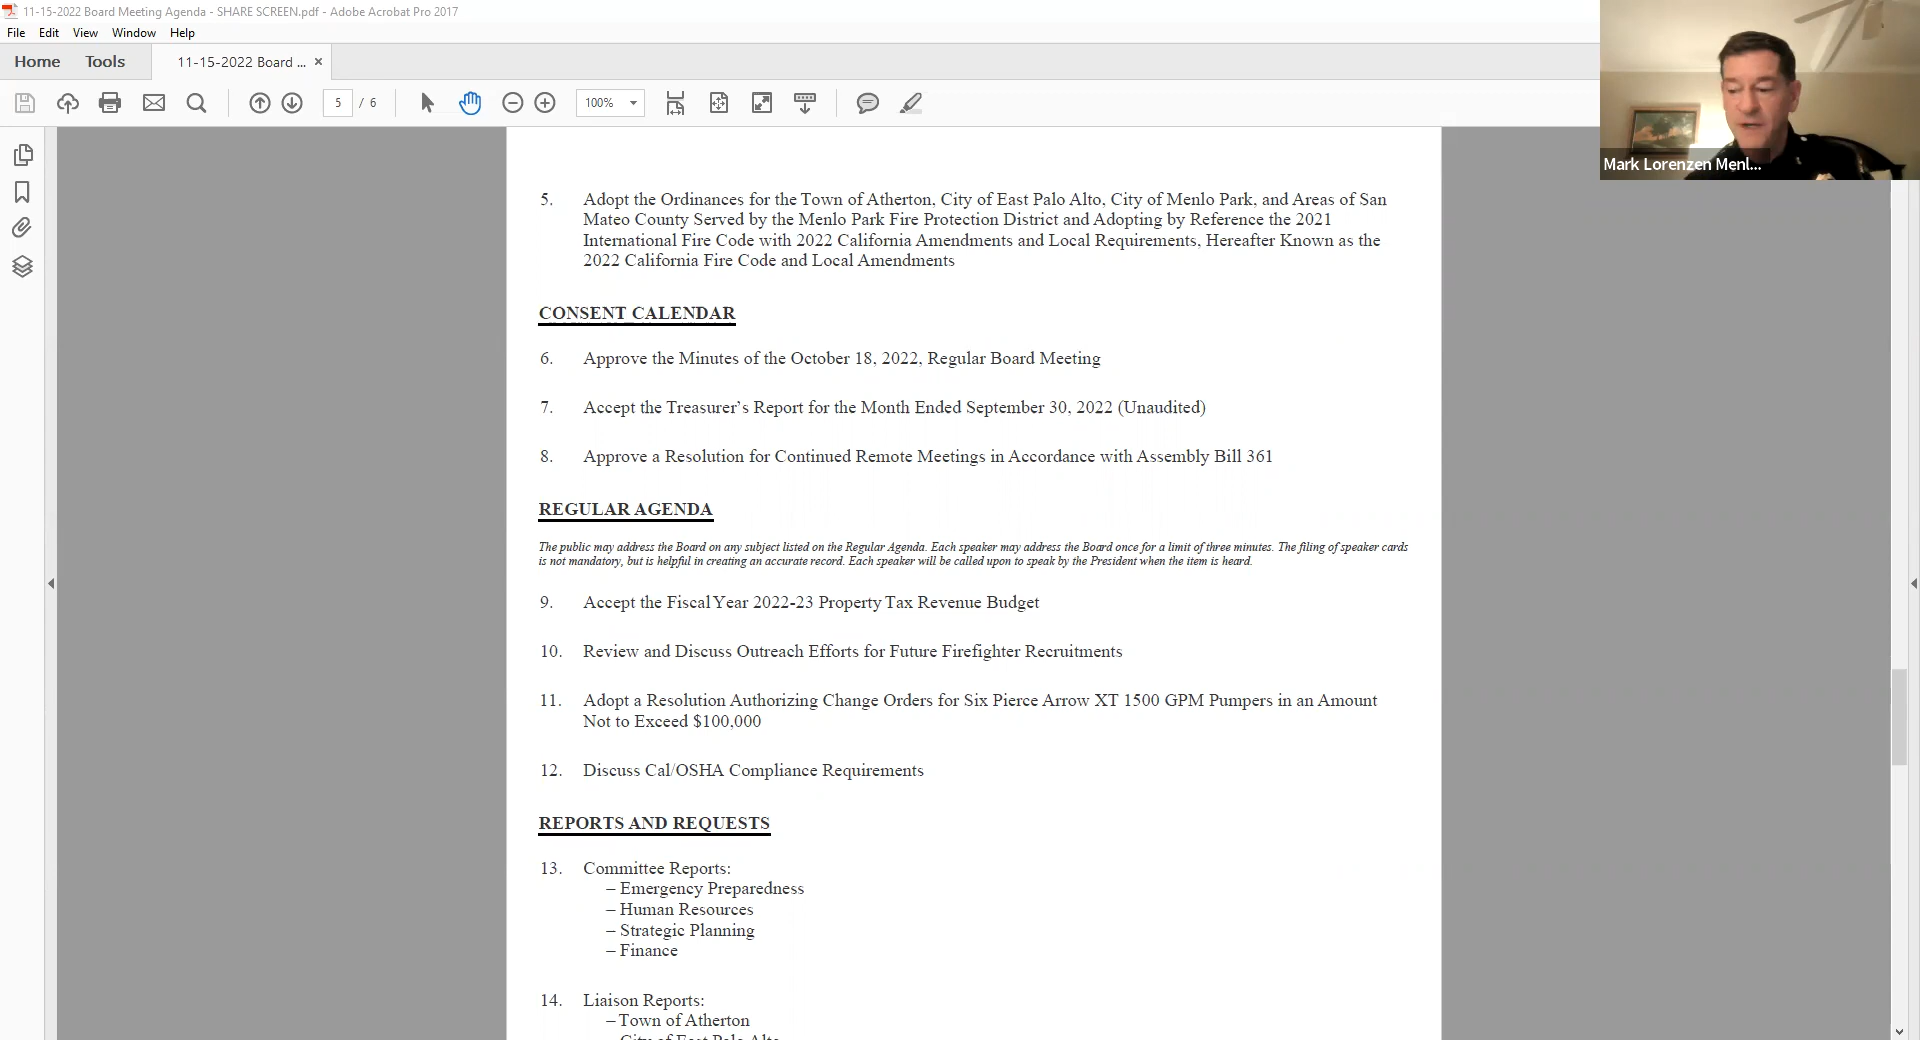 11-15-2022 Board Meeting Agenda - SHARE SCREEN.pdf - Adobe Acrobat Pro 2017
File Edit View Window Help
Home Tools 11-15-2022 Board ... ×
5 / 6 100%
Mark Lorenzen Menl...
5. Adopt the Ordinances for the Town of Atherton, City of East Palo Alto, City of Menlo Park, and Areas of San
Mateo County Served by the Menlo Park Fire Protection District and Adopting by Reference the 2021
International Fire Code with 2022 California Amendments and Local Requirements, Hereafter Known as the
2022 California Fire Code and Local Amendments
CONSENT CALENDAR
6. Approve the Minutes of the October 18, 2022, Regular Board Meeting
7. Accept the Treasurer's Report for the Month Ended September 30, 2022 (Unaudited)
8. Approve a Resolution for Continued Remote Meetings in Accordance with Assembly Bill 361
REGULAR AGENDA
The public may address the Board on any subject listed on the Regular Agenda. Each speaker may address the Board once for a limit of three minutes. The filing of speaker cards
is not mandatory, but is helpful in creating an accurate record. Each speaker will be called upon to speak by the President when the item is heard.
9. Accept the Fiscal Year 2022-23 Property Tax Revenue Budget
10. Review and Discuss Outreach Efforts for Future Firefighter Recruitments
11. Adopt a Resolution Authorizing Change Orders for Six Pierce Arrow XT 1500 GPM Pumpers in an Amount
Not to Exceed $100,000
12. Discuss Cal/OSHA Compliance Requirements
REPORTS AND REQUESTS
13. Committee Reports:
– Emergency Preparedness
– Human Resources
– Strategic Planning
– Finance
14. Liaison Reports:
– Town of Atherton
City of East Palo Alto